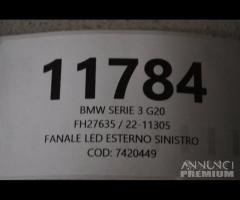 11784
BMW SERIE 3 G20
FH27635 / 22-11305
FANALE LED ESTERNO SINISTRO
COD: 7420449
ANNUNCI
PREMIUM